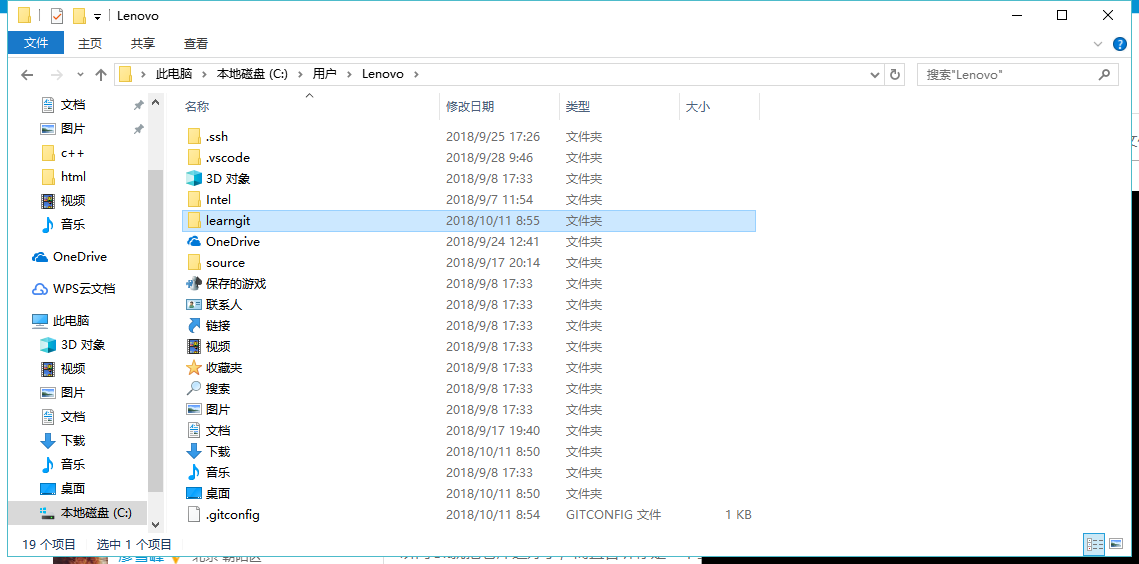 Lenovo
文件 主页 共享 查看
此电脑 本地磁盘 (C:) 用户 Lenovo 搜索"Lenovo"
文档
图片
c++
html
视频
音乐
OneDrive
WPS云文档
此电脑
3D 对象
视频
图片
文档
下载
音乐
桌面
本地磁盘 (C:)
名称 修改日期 类型 大小
.ssh 2018/9/25 17:26 文件夹
.vscode 2018/9/28 9:46 文件夹
3D 对象 2018/9/8 17:33 文件夹
Intel 2018/9/7 11:54 文件夹
learngit 2018/10/11 8:55 文件夹
OneDrive 2018/9/24 12:41 文件夹
source 2018/9/17 20:14 文件夹
保存的游戏 2018/9/8 17:33 文件夹
联系人 2018/9/8 17:33 文件夹
链接 2018/9/8 17:33 文件夹
视频 2018/9/8 17:33 文件夹
收藏夹 2018/9/8 17:33 文件夹
搜索 2018/9/8 17:33 文件夹
图片 2018/9/8 17:33 文件夹
文档 2018/9/17 19:40 文件夹
下载 2018/10/11 8:50 文件夹
音乐 2018/9/8 17:33 文件夹
桌面 2018/10/11 8:50 文件夹
.gitconfig 2018/10/11 8:54 GITCONFIG 文件 1 KB
19 个项目 选中 1 个项目